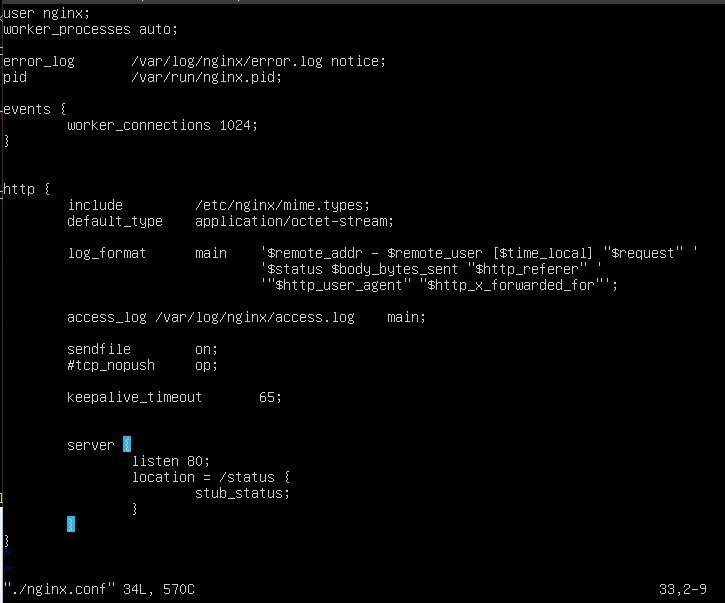 user nginx;
worker_processes auto;
error_log /var/log/nginx/error.log notice;
pid /var/run/nginx.pid;
events {
worker_connections 1024;
}
http {
include /etc/nginx/mime.types;
default_type application/octet-stream;
log_format main '$remote_addr - $remote_user [$time_local] "$request" '
'$status $body_bytes_sent "$http_referer" '
'"$http_user_agent" "$http_x_forwarded_for"';
access_log /var/log/nginx/access.log main;
sendfile on;
#tcp_nopush op;
keepalive_timeout 65;
server {
listen 80;
location = /status {
stub_status;
}
}
}
~
~
"./nginx.conf" 34L, 570C 33,2-9